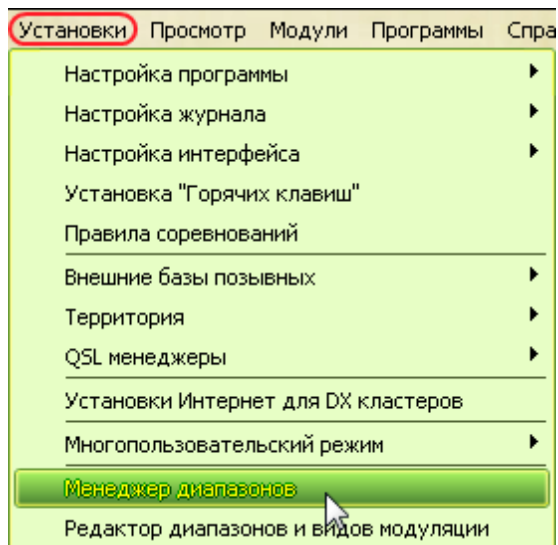 Установки Просмотр Модули Программы Спра
Настройка программы
Настройка журнала
Настройка интерфейса
Установка "Горячих клавиш"
Правила соревнований
Внешние базы позывных
Территория
QSL менеджеры
Установки Интернет для DX кластеров
Многопользовательский режим
Менеджер диапазонов
Редактор диапазонов и видов модуляции